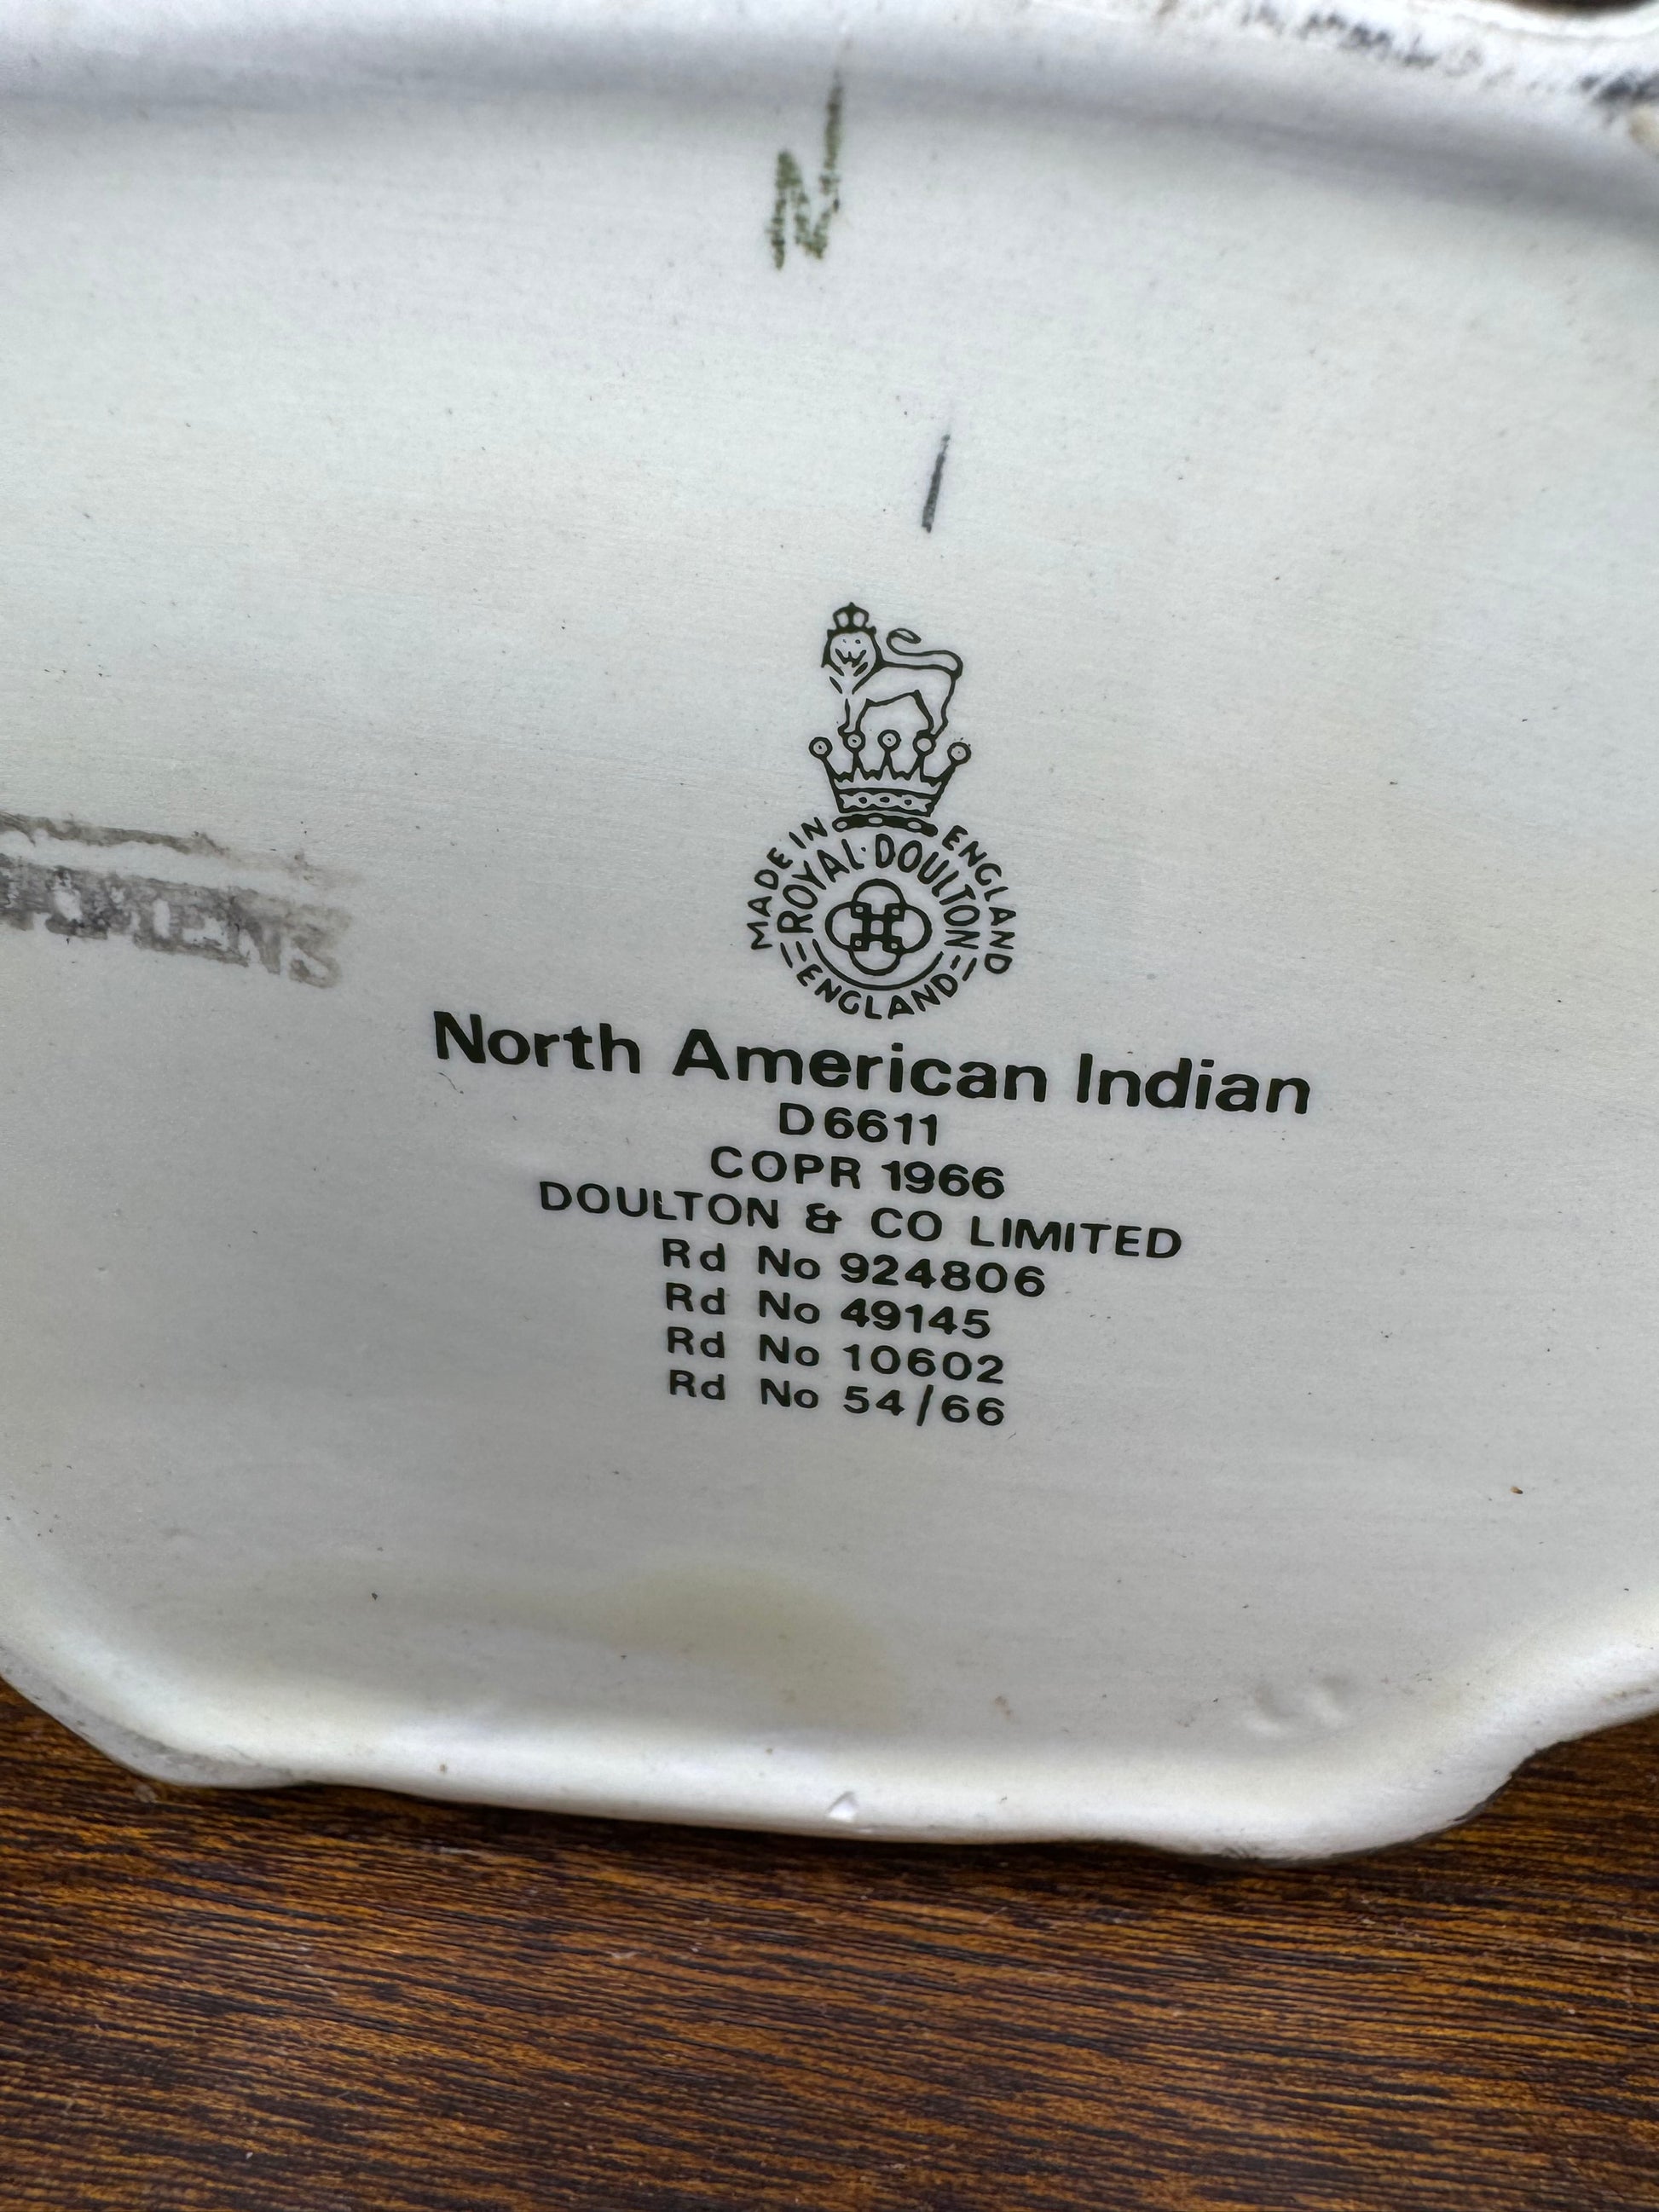 N
MADE IN ENGLAND
ROYAL·DOULTON
ENGLAND
North American Indian
D6611
COPR 1966
DOULTON & CO LIMITED
Rd No 924806
Rd No 49145
Rd No 10602
Rd No 54/66